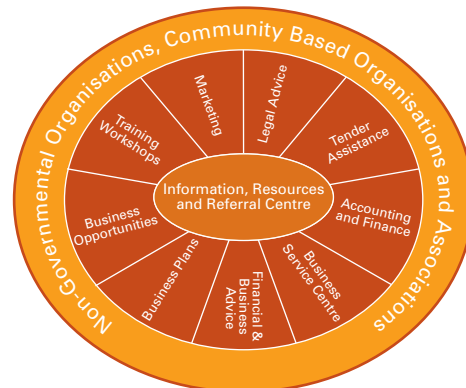 Non-Governmental Organisations, Community Based Organisations and Associations
Marketing
Legal Advice
Tender
Assistance
Accounting
and Finance
Business
Service Centre
Financial &
Business
Advice
Business Plans
Business
Opportunities
Training
Workshops
Information, Resources
and Referral Centre